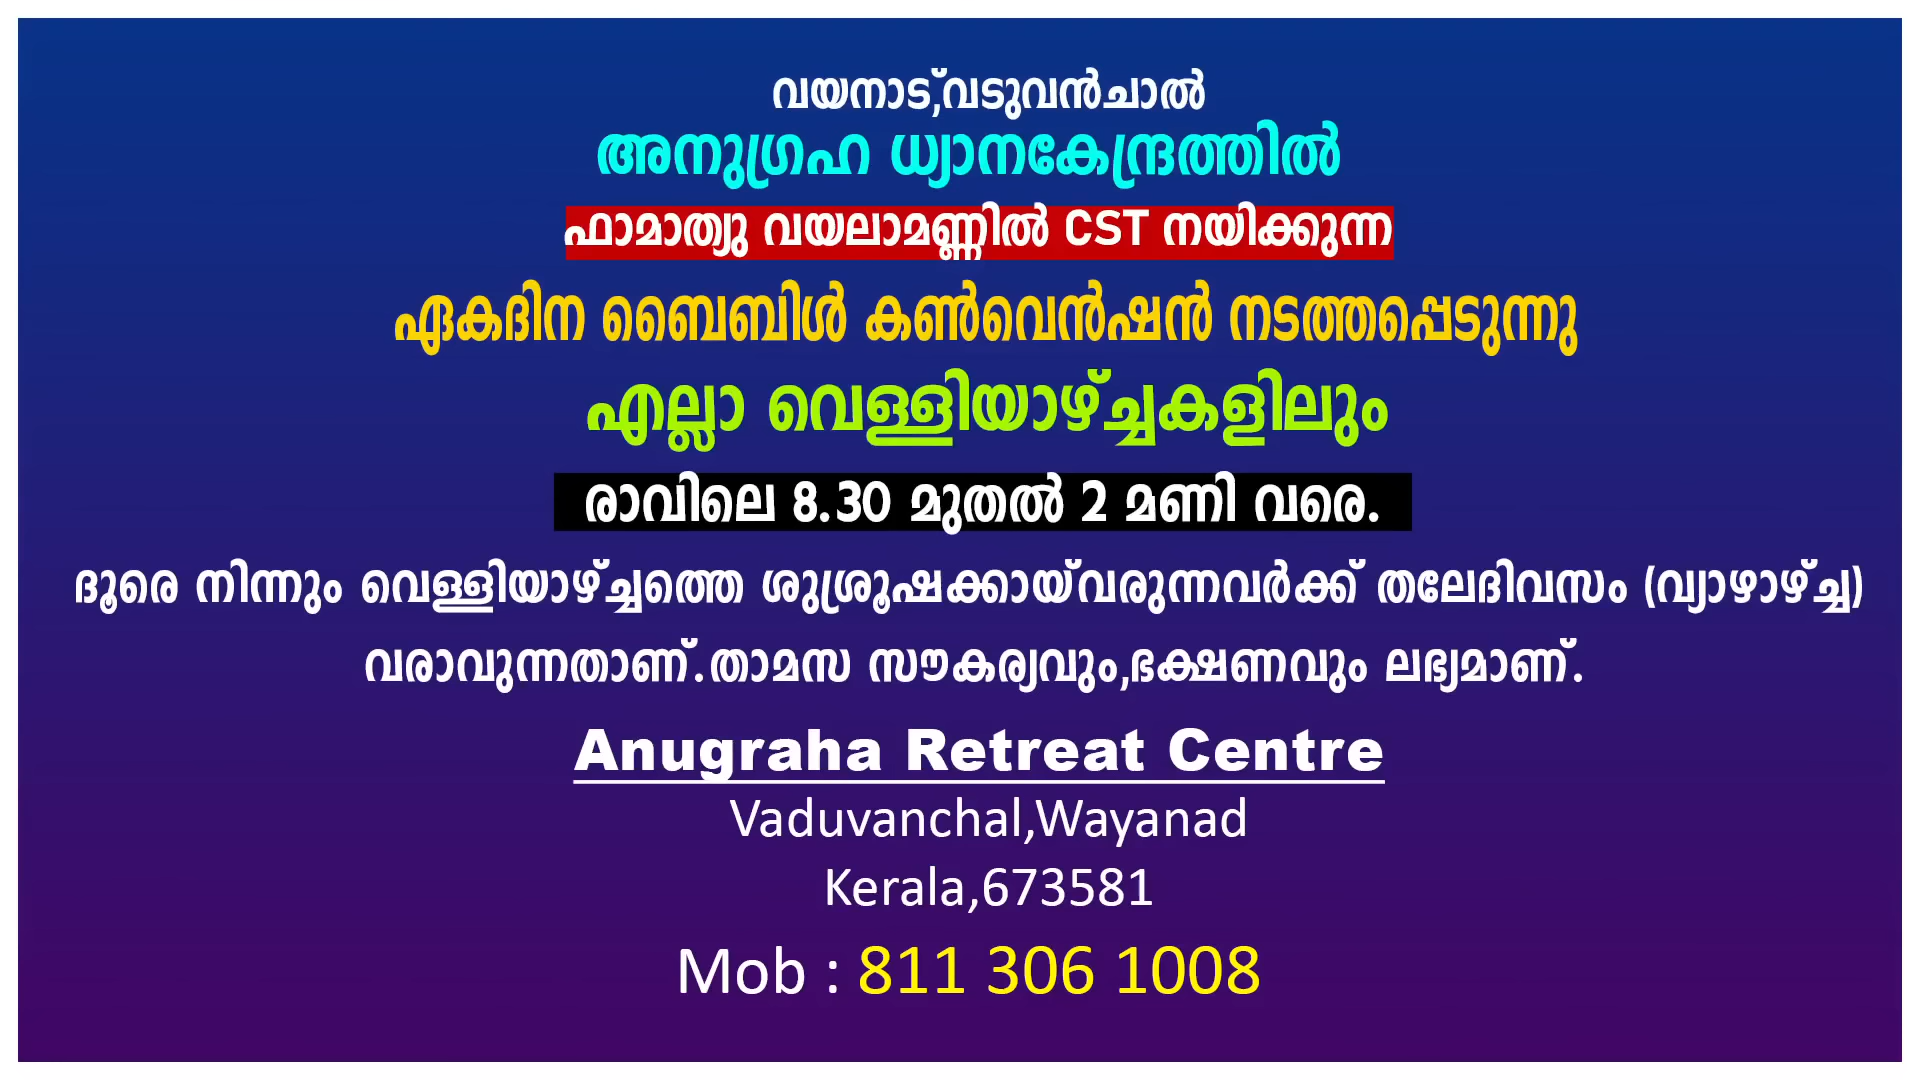 വയനാട്,വടുവൻചാൽ
അനുഗ്രഹ ധ്യാനകേന്ദ്രത്തിൽ
ഫാമാത്യു വയലാമണ്ണിൽ CST നയിക്കുന്ന
ഏകദിന ബൈബിൾ കൺവെൻഷൻ നടത്തപ്പെടുന്നു
എല്ലാ വെള്ളിയാഴ്ച്ചകളിലും
രാവിലെ 8.30 മുതൽ 2 മണി വരെ.
ദൂരെ നിന്നും വെള്ളിയാഴ്ച്ചത്തെ ശുശ്രൂഷക്കായ്‌വരുന്നവർക്ക് തലേദിവസം (വ്യാഴാഴ്ച്ച)
വരാവുന്നതാണ്.താമസ സൗകര്യവും,ഭക്ഷണവും ലഭ്യമാണ്.
Anugraha Retreat Centre
Vaduvanchal,Wayanad
Kerala,673581
Mob : 811 306 1008